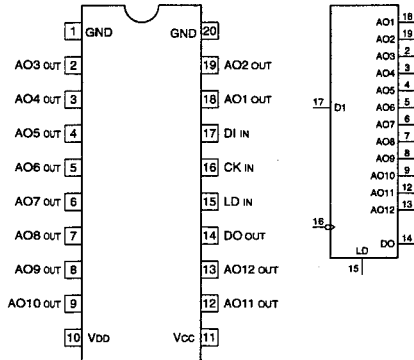 1 GND GND 20
AO3 OUT 2 19 AO2 OUT
AO4 OUT 3 18 AO1 OUT
AO5 OUT 4 17 DI IN
AO6 OUT 5 16 CK IN
AO7 OUT 6 15 LD IN
AO8 OUT 7 14 DO OUT
AO9 OUT 8 13 AO12 OUT
AO10 OUT 9 12 AO11 OUT
10 VDD VCC 11
AO1 18
AO2 19
AO3 2
AO4 3
AO5 4
17 D1 AO6 5
AO7 6
AO8 7
AO9 8
AO10 9
AO11 12
AO12 13
16
DO 14
LD
15